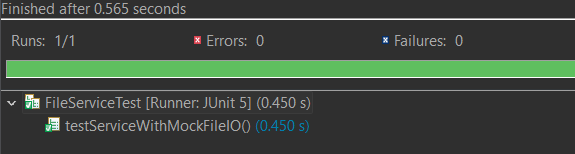 Finished after 0.565 seconds
Runs: 1/1 Errors: 0 Failures: 0
FileServiceTest [Runner: JUnit 5] (0.450 s)
testServiceWithMockFileIO() (0.450 s)